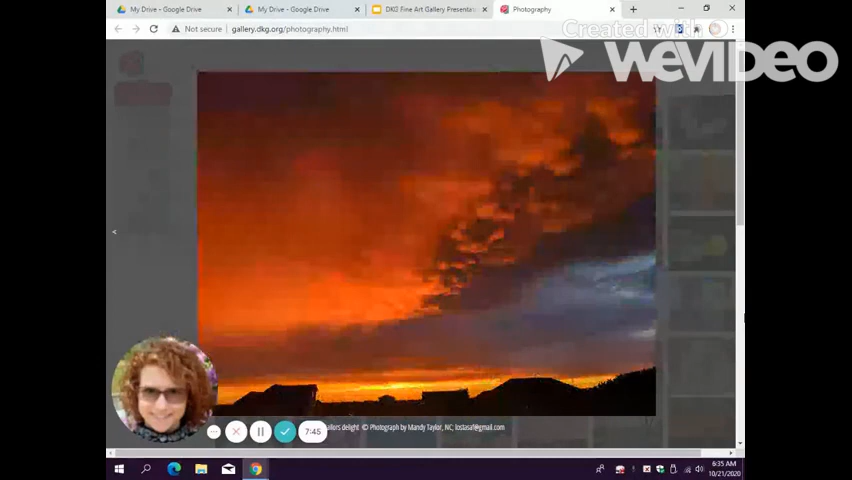 My Drive - Google Drive
My Drive - Google Drive
DKG Fine Art Gallery Presentat
Photography
Not secure
gallery.dkg.org/photography.html
Created with
WEVIDEO
<
7:45
ailors delight © Photograph by Mandy Taylor, NC, lostasaf@gmail.com
6:35 AM
10/21/2020